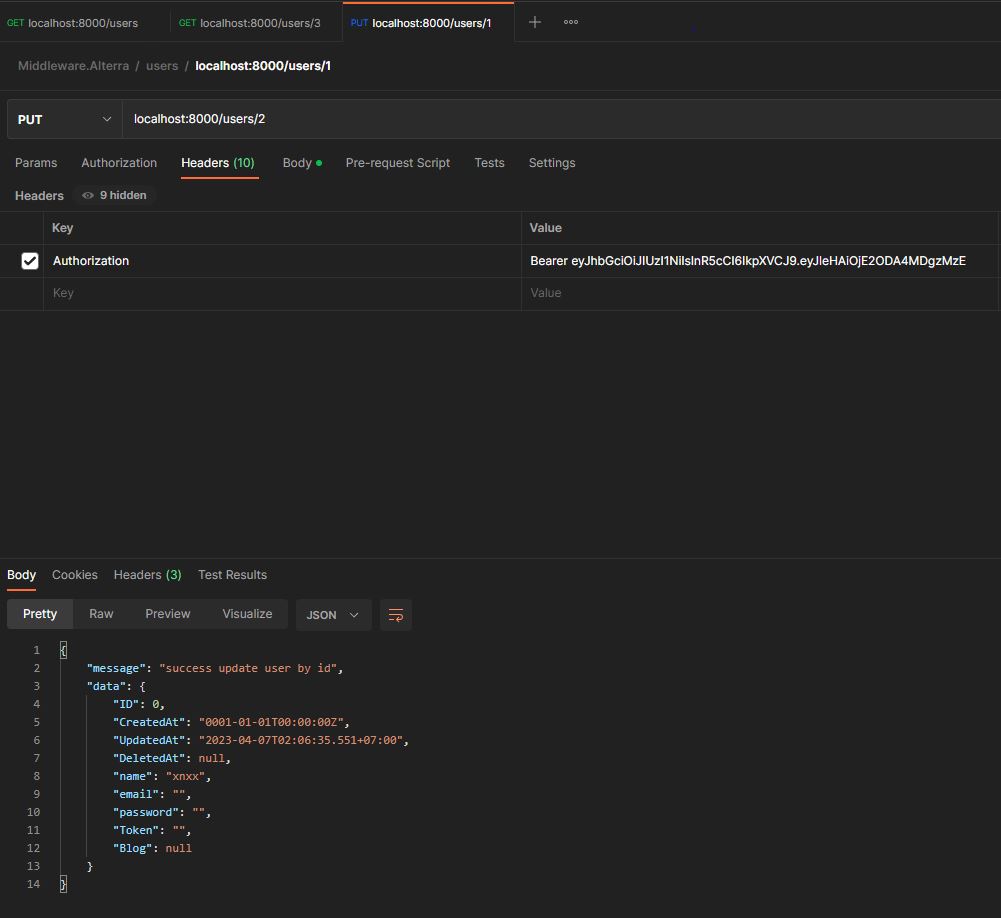 GET localhost:8000/users GET localhost:8000/users/3 PUT localhost:8000/users/1
Middleware.Alterra / users / localhost:8000/users/1
PUT localhost:8000/users/2
Params Authorization Headers (10) Body Pre-request Script Tests Settings
Headers 9 hidden
Key Value
Authorization Bearer eyJhbGciOiJIUzI1NiIsInR5cCI6IkpXVCJ9.eyJleHAiOjE2ODA4MDgzMzE
Key Value
Body Cookies Headers (3) Test Results
Pretty Raw Preview Visualize JSON
1 {
2 "message": "success update user by id",
3 "data": {
4 "ID": 0,
5 "CreatedAt": "0001-01-01T00:00:00Z",
6 "UpdatedAt": "2023-04-07T02:06:35.551+07:00",
7 "DeletedAt": null,
8 "name": "xnxx",
9 "email": "",
10 "password": "",
11 "Token": "",
12 "Blog": null
13 }
14 }